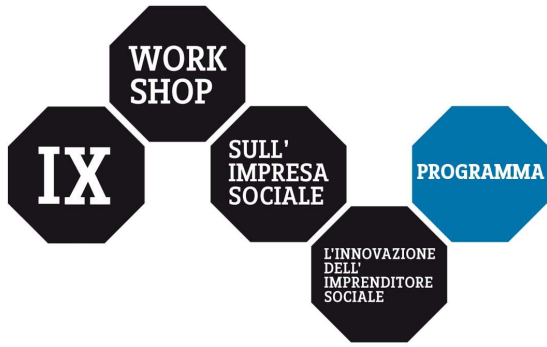 IX
WORK
SHOP
SULL'
IMPRESA
SOCIALE
L'INNOVAZIONE
DELL'
IMPRENDITORE
SOCIALE
PROGRAMMA